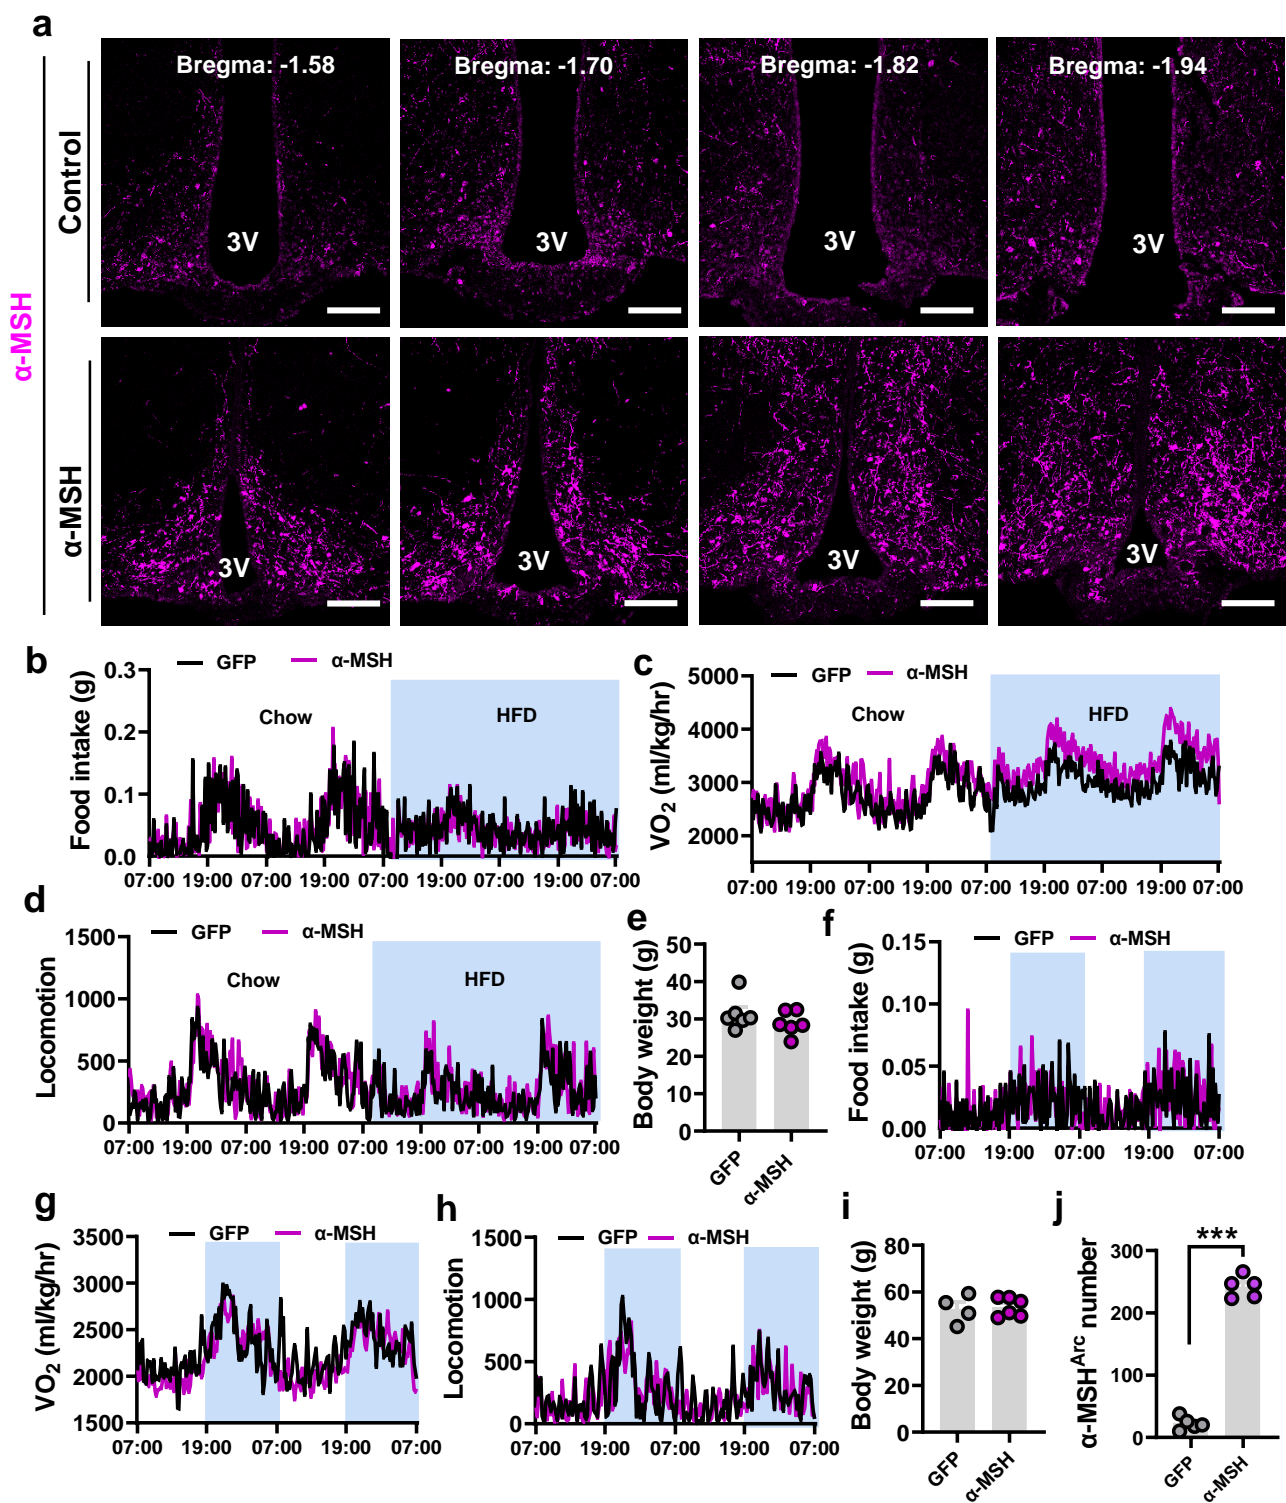 a
α-MSH
Control
Bregma: -1.58
Bregma: -1.70
Bregma: -1.82
Bregma: -1.94
3V
3V
3V
3V
α-MSH
3V
3V
3V
3V
b
GFP
α-MSH
Food intake (g)
0.3
0.2
0.1
0.0
Chow
HFD
07:00 19:00 07:00 19:00 07:00 19:00 07:00 19:00 07:00
c
GFP
α-MSH
VO2 (ml/kg/hr)
5000
4000
3000
2000
Chow
HFD
07:00 19:00 07:00 19:00 07:00 19:00 07:00 19:00 07:00
d
GFP
α-MSH
Locomotion
1500
1000
500
0
Chow
HFD
07:00 19:00 07:00 19:00 07:00 19:00 07:00 19:00 07:00
e
Body weight (g)
50
40
30
20
10
0
GFP
α-MSH
f
GFP
α-MSH
Food intake (g)
0.15
0.10
0.05
0.00
07:00 19:00 07:00 19:00 07:00
g
GFP
α-MSH
VO2 (ml/kg/hr)
3500
3000
2500
2000
1500
07:00 19:00 07:00 19:00 07:00
h
GFP
α-MSH
Locomotion
1500
1000
500
0
07:00 19:00 07:00 19:00 07:00
i
Body weight (g)
80
60
40
20
0
GFP
α-MSH
j
α-MSHArc number
300
200
100
0
***
GFP
α-MSH